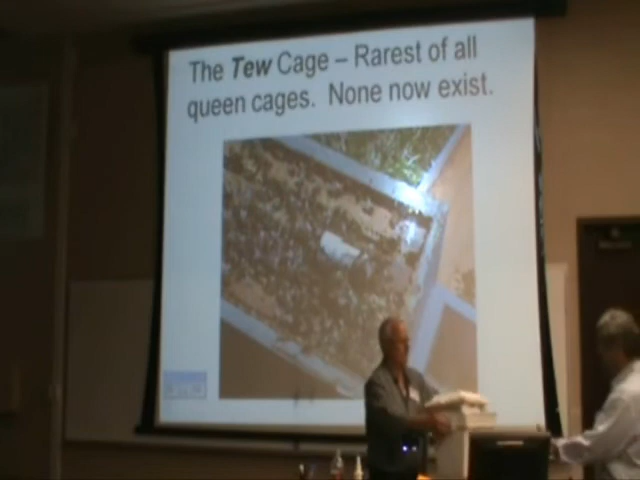 The Tew Cage – Rarest of all
queen cages. None now exist.